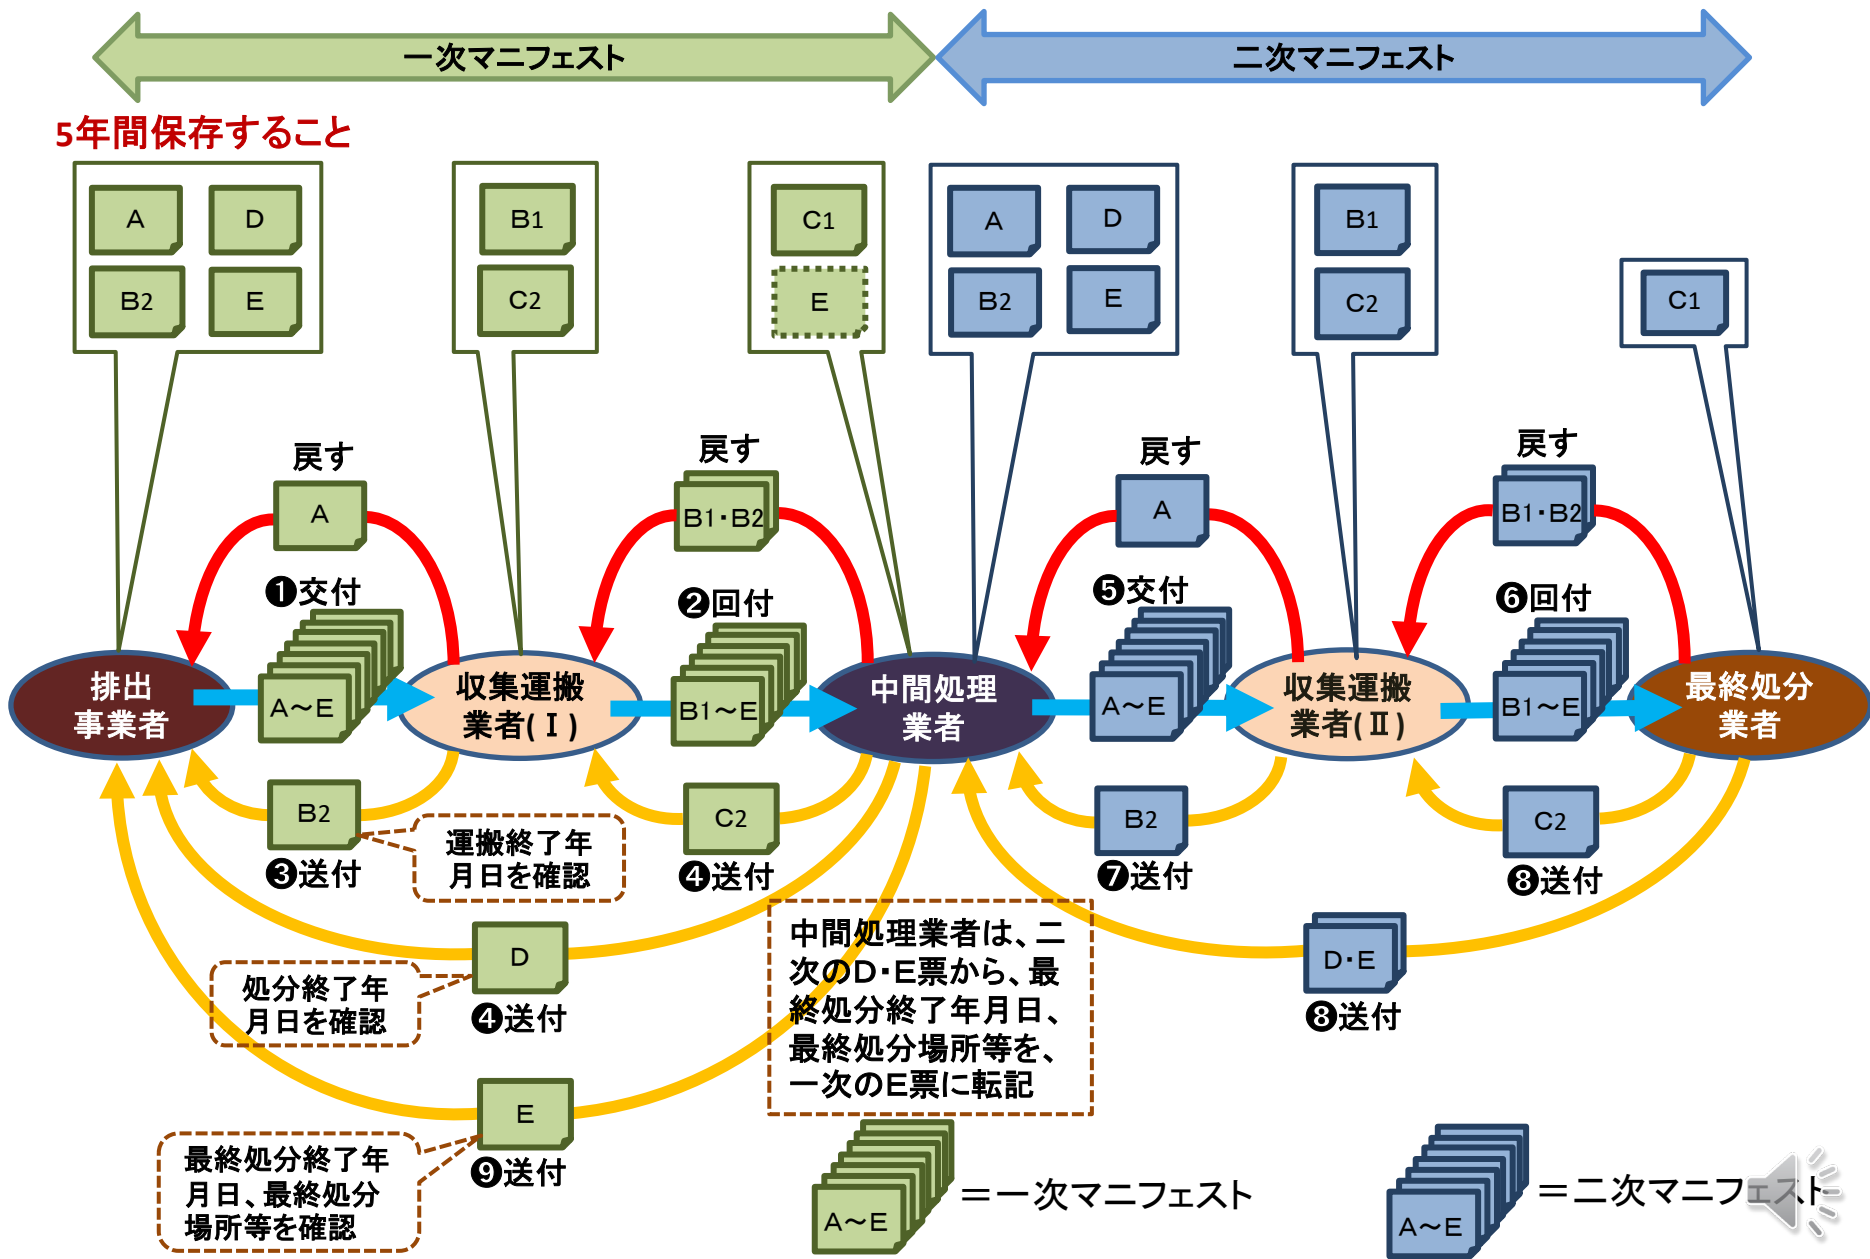 一次マニフェスト
二次マニフェスト
5年間保存すること
A
D
B2
E
B1
C2
C1
E
A
D
B2
E
B1
C2
C1
戻す
A
戻す
B1・B2
戻す
A
戻す
B1・B2
❶交付
A～E
❷回付
B1～E
❺交付
A～E
❻回付
B1～E
排出
事業者
収集運搬
業者(Ⅰ)
中間処理
業者
収集運搬
業者(Ⅱ)
最終処分
業者
B2
❸送付
運搬終了年
月日を確認
C2
❹送付
B2
❼送付
C2
❽送付
D
❹送付
処分終了年
月日を確認
中間処理業者は、二
次のD・E票から、最
終処分終了年月日、
最終処分場所等を、
一次のE票に転記
D・E
❽送付
E
❾送付
最終処分終了年
月日、最終処分
場所等を確認
A～E
＝一次マニフェスト
A～E
＝二次マニフェスト